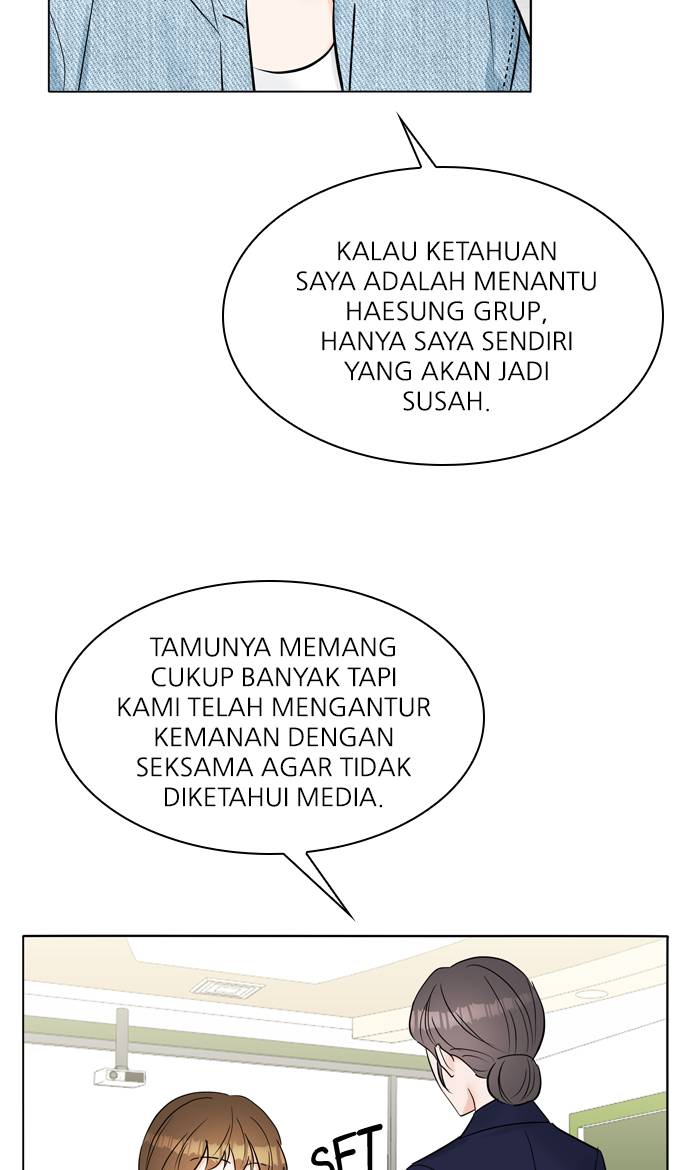 KALAU KETAHUAN
SAYA ADALAH MENANTU
HAESUNG GRUP,
HANYA SAYA SENDIRI
YANG AKAN JADI
SUSAH.
TAMUNYA MEMANG
CUKUP BANYAK TAPI
KAMI TELAH MENGANTUR
KEMANAN DENGAN
SEKSAMA AGAR TIDAK
DIKETAHUI MEDIA.
SET